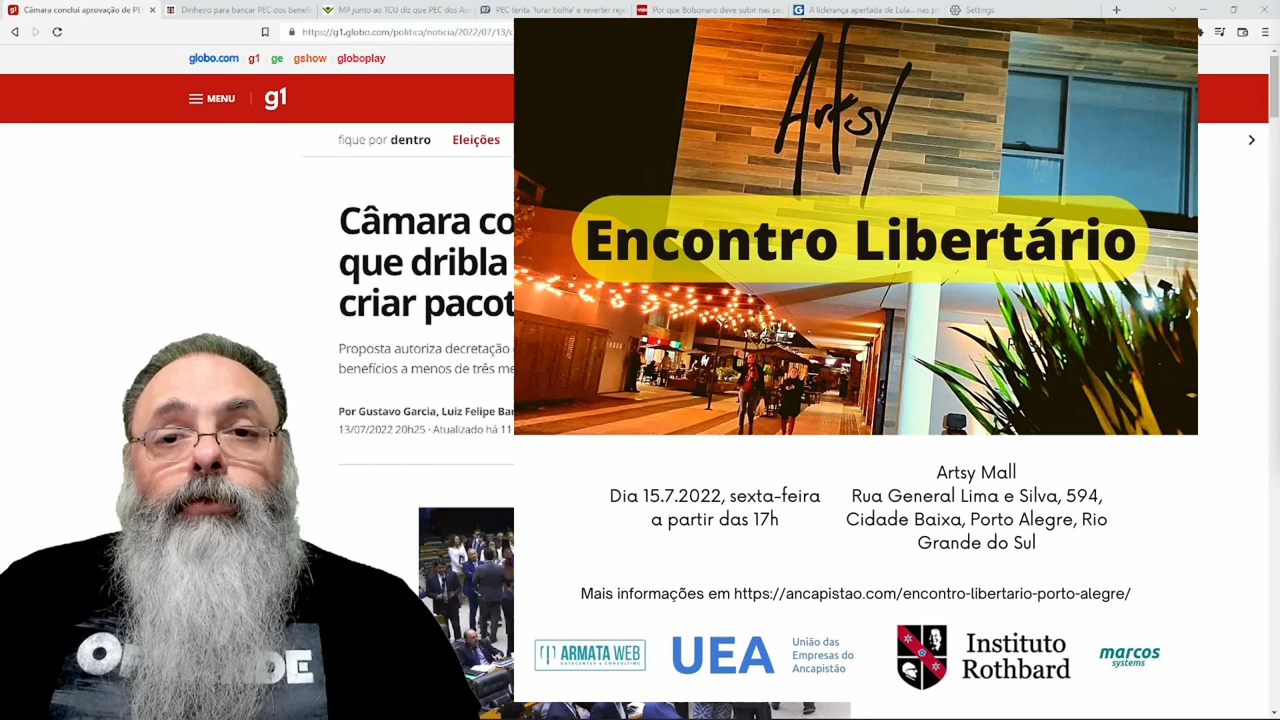 Câmara conclui aprovação de PE
Dinheiro para bancar PEC dos benef
MP junto ao TCU diz que PEC dos
PEC tenta 'furar bolha' e reverter rej
Por que Bolsonaro deve subir nas
A liderança apertada de Lula... nas p
Settings
https://g1.globo.com/politica/noticia/2022/07/13/c
globo.com
g1
ge
gshow
globoplay
MENU
g1
fique por dentro
Eleições
Câmara co
que dribla
criar pacot
Proposta autoriza decretação
benefícios a menos de três me
Por Gustavo Garcia, Luiz Felipe Bar
13/07/2022 20h25 · Atualizado há 11
Artsy
Encontro Libertário
Dia 15.7.2022, sexta-feira
a partir das 17h
Artsy Mall
Rua General Lima e Silva, 594,
Cidade Baixa, Porto Alegre, Rio
Grande do Sul
Mais informações em https://ancapistao.com/encontro-libertario-porto-alegre/
ARMATA WEB
DATACENTER & CONSULTING
UEA
União das
Empresas do
Ancapistão
Instituto
Rothbard
marcos
systems
DE